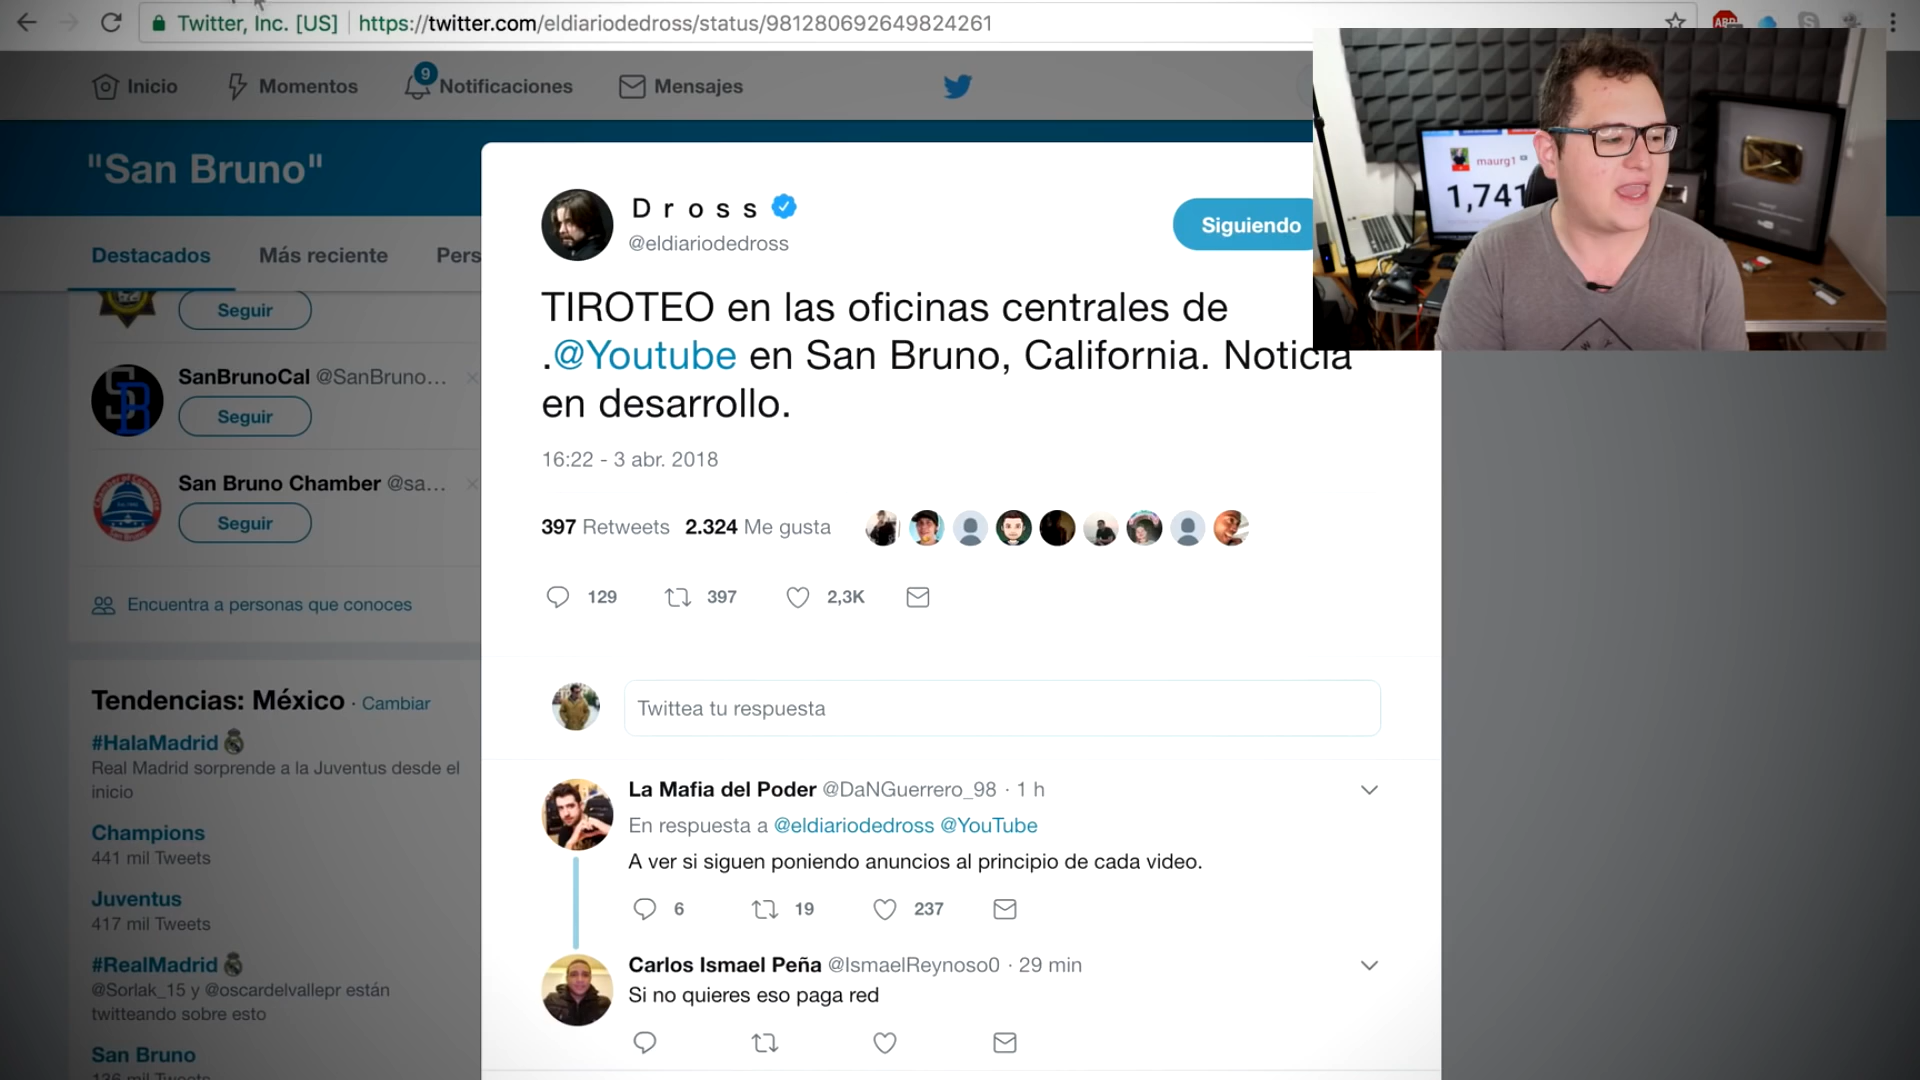 Twitter, Inc. [US] https://twitter.com/eldiariodedross/status/981280692649824261
ABP
Inicio
Momentos
9
Notificaciones
Mensajes
"San Bruno"
Destacados
Más reciente
Pers
Seguir
SanBrunoCal @SanBruno...
Seguir
San Bruno Chamber @sa...
Seguir
Encuentra a personas que conoces
Tendencias: México · Cambiar
#HalaMadrid
Real Madrid sorprende a la Juventus desde el
inicio
Champions
441 mil Tweets
Juventus
417 mil Tweets
#RealMadrid
@Sorlak_15 y @oscardelvallepr están
twitteando sobre esto
San Bruno
136 mil Tweets
D r o s s
@eldiariodedross
Siguiendo
TIROTEO en las oficinas centrales de
.@Youtube en San Bruno, California. Noticia
en desarrollo.
16:22 - 3 abr. 2018
397 Retweets 2.324 Me gusta
129 397 2,3K
Twittea tu respuesta
La Mafia del Poder @DaNGuerrero_98 · 1 h
En respuesta a @eldiariodedross @YouTube
A ver si siguen poniendo anuncios al principio de cada video.
6 19 237
Carlos Ismael Peña @IsmaelReynoso0 · 29 min
Si no quieres eso paga red
maurg1
1,741